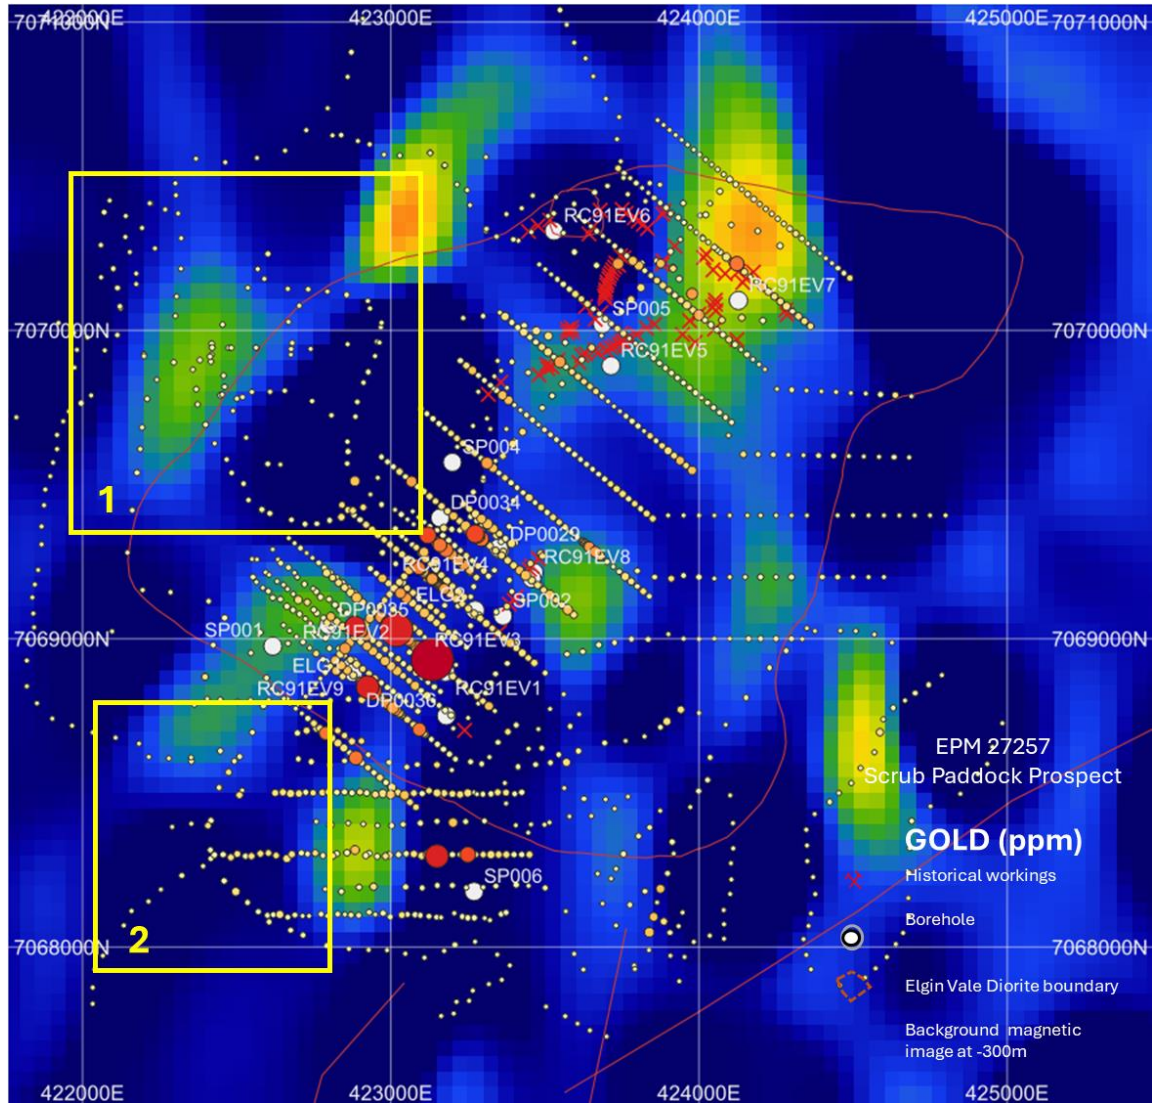 422000E 423000E 424000E 425000E
7071000N 7071000N
RC91EV6
RC91EV7
SP005
7070000N 7070000N
RC91EV5
SP004
1
DP0034
DP0029
RC91EV8
RC91EV4
SP002
DP0035
SP001
RC91EV2
7069000N 7069000N
RC91EV3
RC91EV9
RC91EV1
DP0036
EPM 27257
Scrub Paddock Prospect
GOLD (ppm)
Historical workings
SP006
Borehole
2
7068000N 7068000N
Elgin Vale Diorite boundary
Background magnetic
image at -300m
422000E 423000E 424000E 425000E